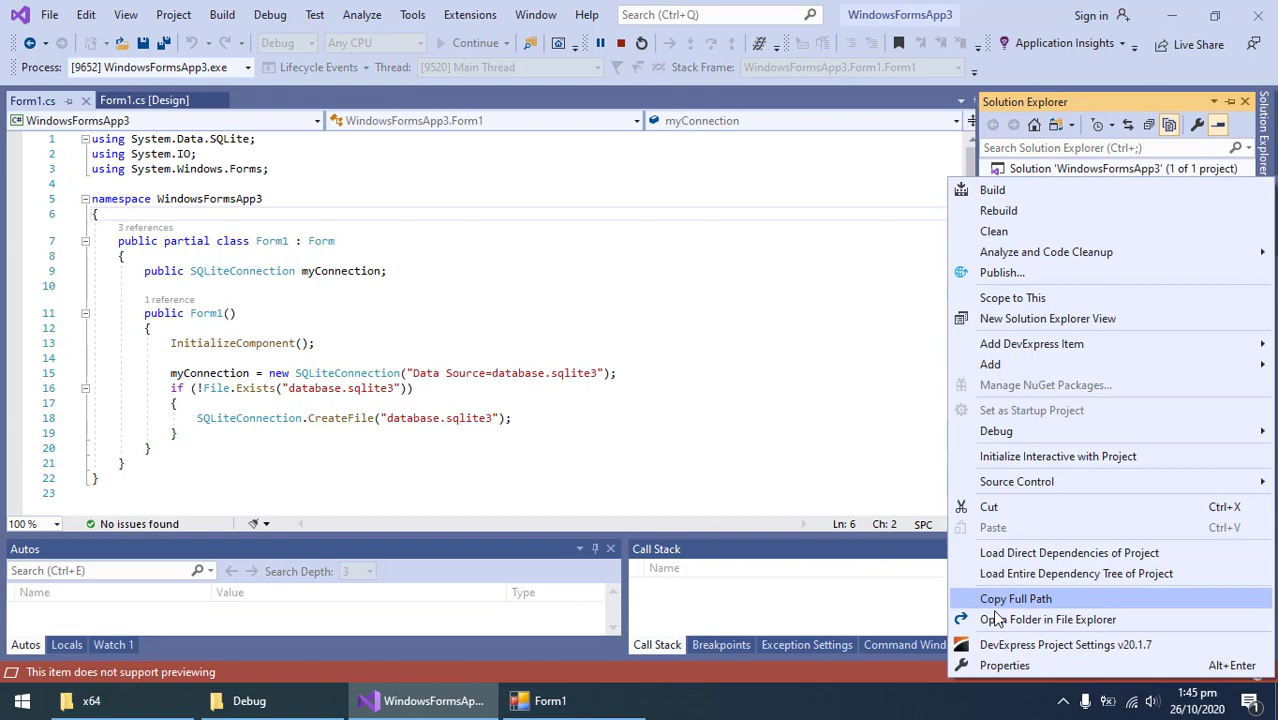 File Edit View Project Build Debug Test Analyze Tools Extensions Window Help Search (Ctrl+Q) WindowsFormsApp3 Sign in
Debug Any CPU Continue Application Insights Live Share
Process: [9652] WindowsFormsApp3.exe Lifecycle Events Thread: [9520] Main Thread Stack Frame: WindowsFormsApp3.Form1.Form1
Form1.cs Form1.cs [Design]
WindowsFormsApp3 WindowsFormsApp3.Form1 myConnection
1 using System.Data.SQLite;
2 using System.IO;
3 using System.Windows.Forms;
4
5 namespace WindowsFormsApp3
6 {
3 references
7 public partial class Form1 : Form
8 {
9 public SQLiteConnection myConnection;
10
1 reference
11 public Form1()
12 {
13 InitializeComponent();
14
15 myConnection = new SQLiteConnection("Data Source=database.sqlite3");
16 if (!File.Exists("database.sqlite3"))
17 {
18 SQLiteConnection.CreateFile("database.sqlite3");
19 }
20 }
21 }
22 }
23
100 % No issues found Ln: 6 Ch: 2 SPC
Autos
Search (Ctrl+E) Search Depth: 3
Name Value Type
Autos Locals Watch 1
Call Stack
Name
Call Stack Breakpoints Exception Settings Command Wind...
Solution Explorer
Search Solution Explorer (Ctrl+;)
Solution 'WindowsFormsApp3' (1 of 1 project)
Solution Explorer
Build
Rebuild
Clean
Analyze and Code Cleanup
Publish...
Scope to This
New Solution Explorer View
Add DevExpress Item
Add
Manage NuGet Packages...
Set as Startup Project
Debug
Initialize Interactive with Project
Source Control
Cut Ctrl+X
Paste Ctrl+V
Load Direct Dependencies of Project
Load Entire Dependency Tree of Project
Copy Full Path
Open Folder in File Explorer
DevExpress Project Settings v20.1.7
Properties Alt+Enter
This item does not support previewing
x64 Debug WindowsFormsApp... Form1
1:45 pm
26/10/2020
1